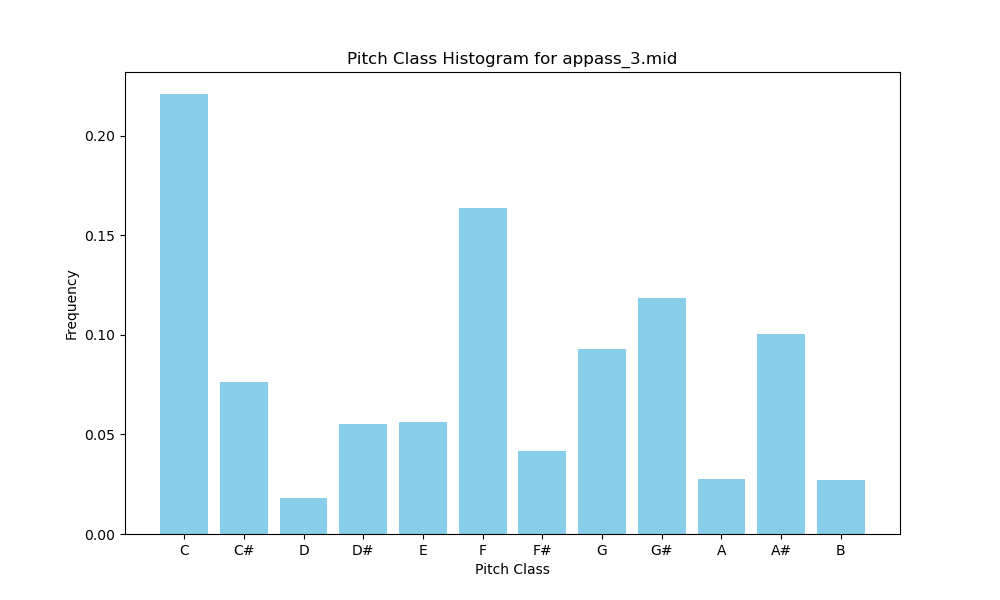 Pitch Class Histogram for appass_3.mid
Frequency
0.20
0.15
0.10
0.05
0.00
C C# D D# E F F# G G# A A# B
Pitch Class